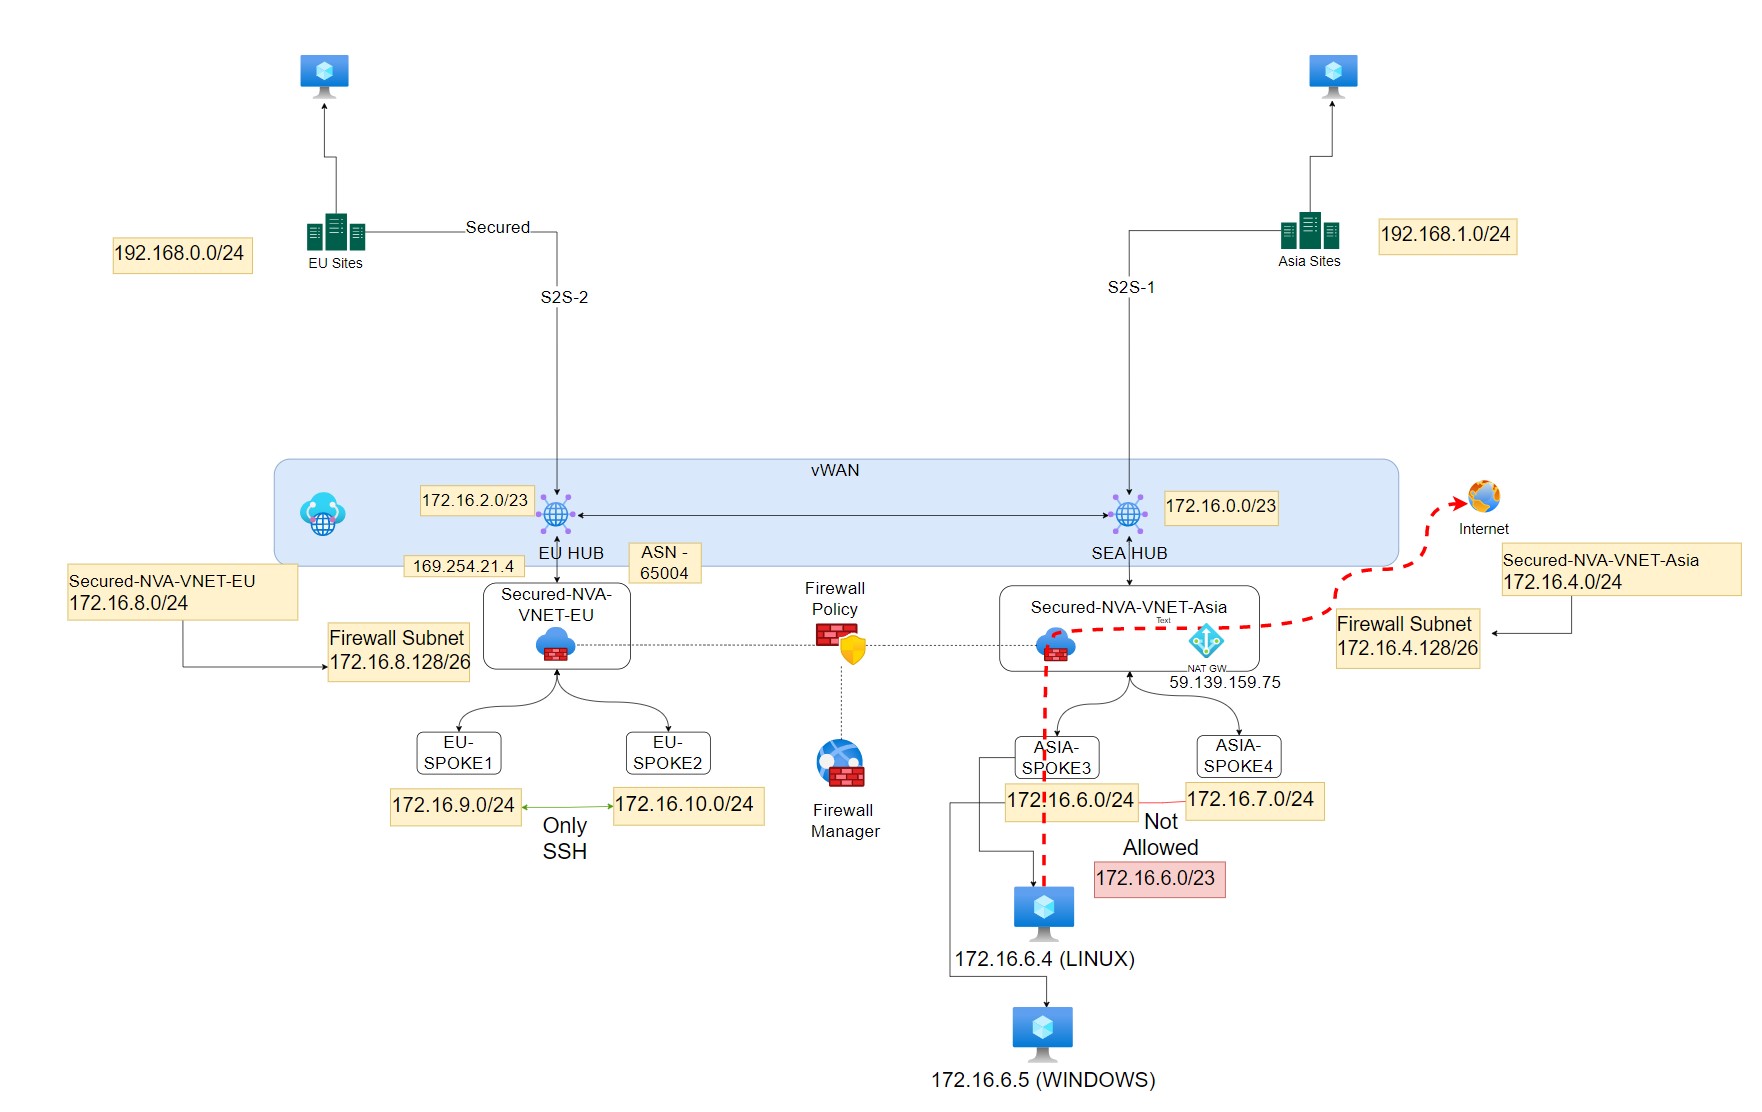 Secured
192.168.0.0/24
EU Sites
192.168.1.0/24
Asia Sites
S2S-2
S2S-1
vWAN
172.16.2.0/23
172.16.0.0/23
EU HUB
SEA HUB
Internet
169.254.21.4
ASN -
65004
Secured-NVA-VNET-EU
172.16.8.0/24
Secured-NVA-
VNET-EU
Firewall
Policy
Secured-NVA-VNET-Asia
Text
Secured-NVA-VNET-Asia
172.16.4.0/24
Firewall Subnet
172.16.8.128/26
Firewall Subnet
172.16.4.128/26
NAT GW
59.139.159.75
EU-
SPOKE1
EU-
SPOKE2
ASIA-
SPOKE3
ASIA-
SPOKE4
172.16.9.0/24
172.16.10.0/24
Only
SSH
Firewall
Manager
172.16.6.0/24
172.16.7.0/24
Not
Allowed
172.16.6.0/23
172.16.6.4 (LINUX)
172.16.6.5 (WINDOWS)